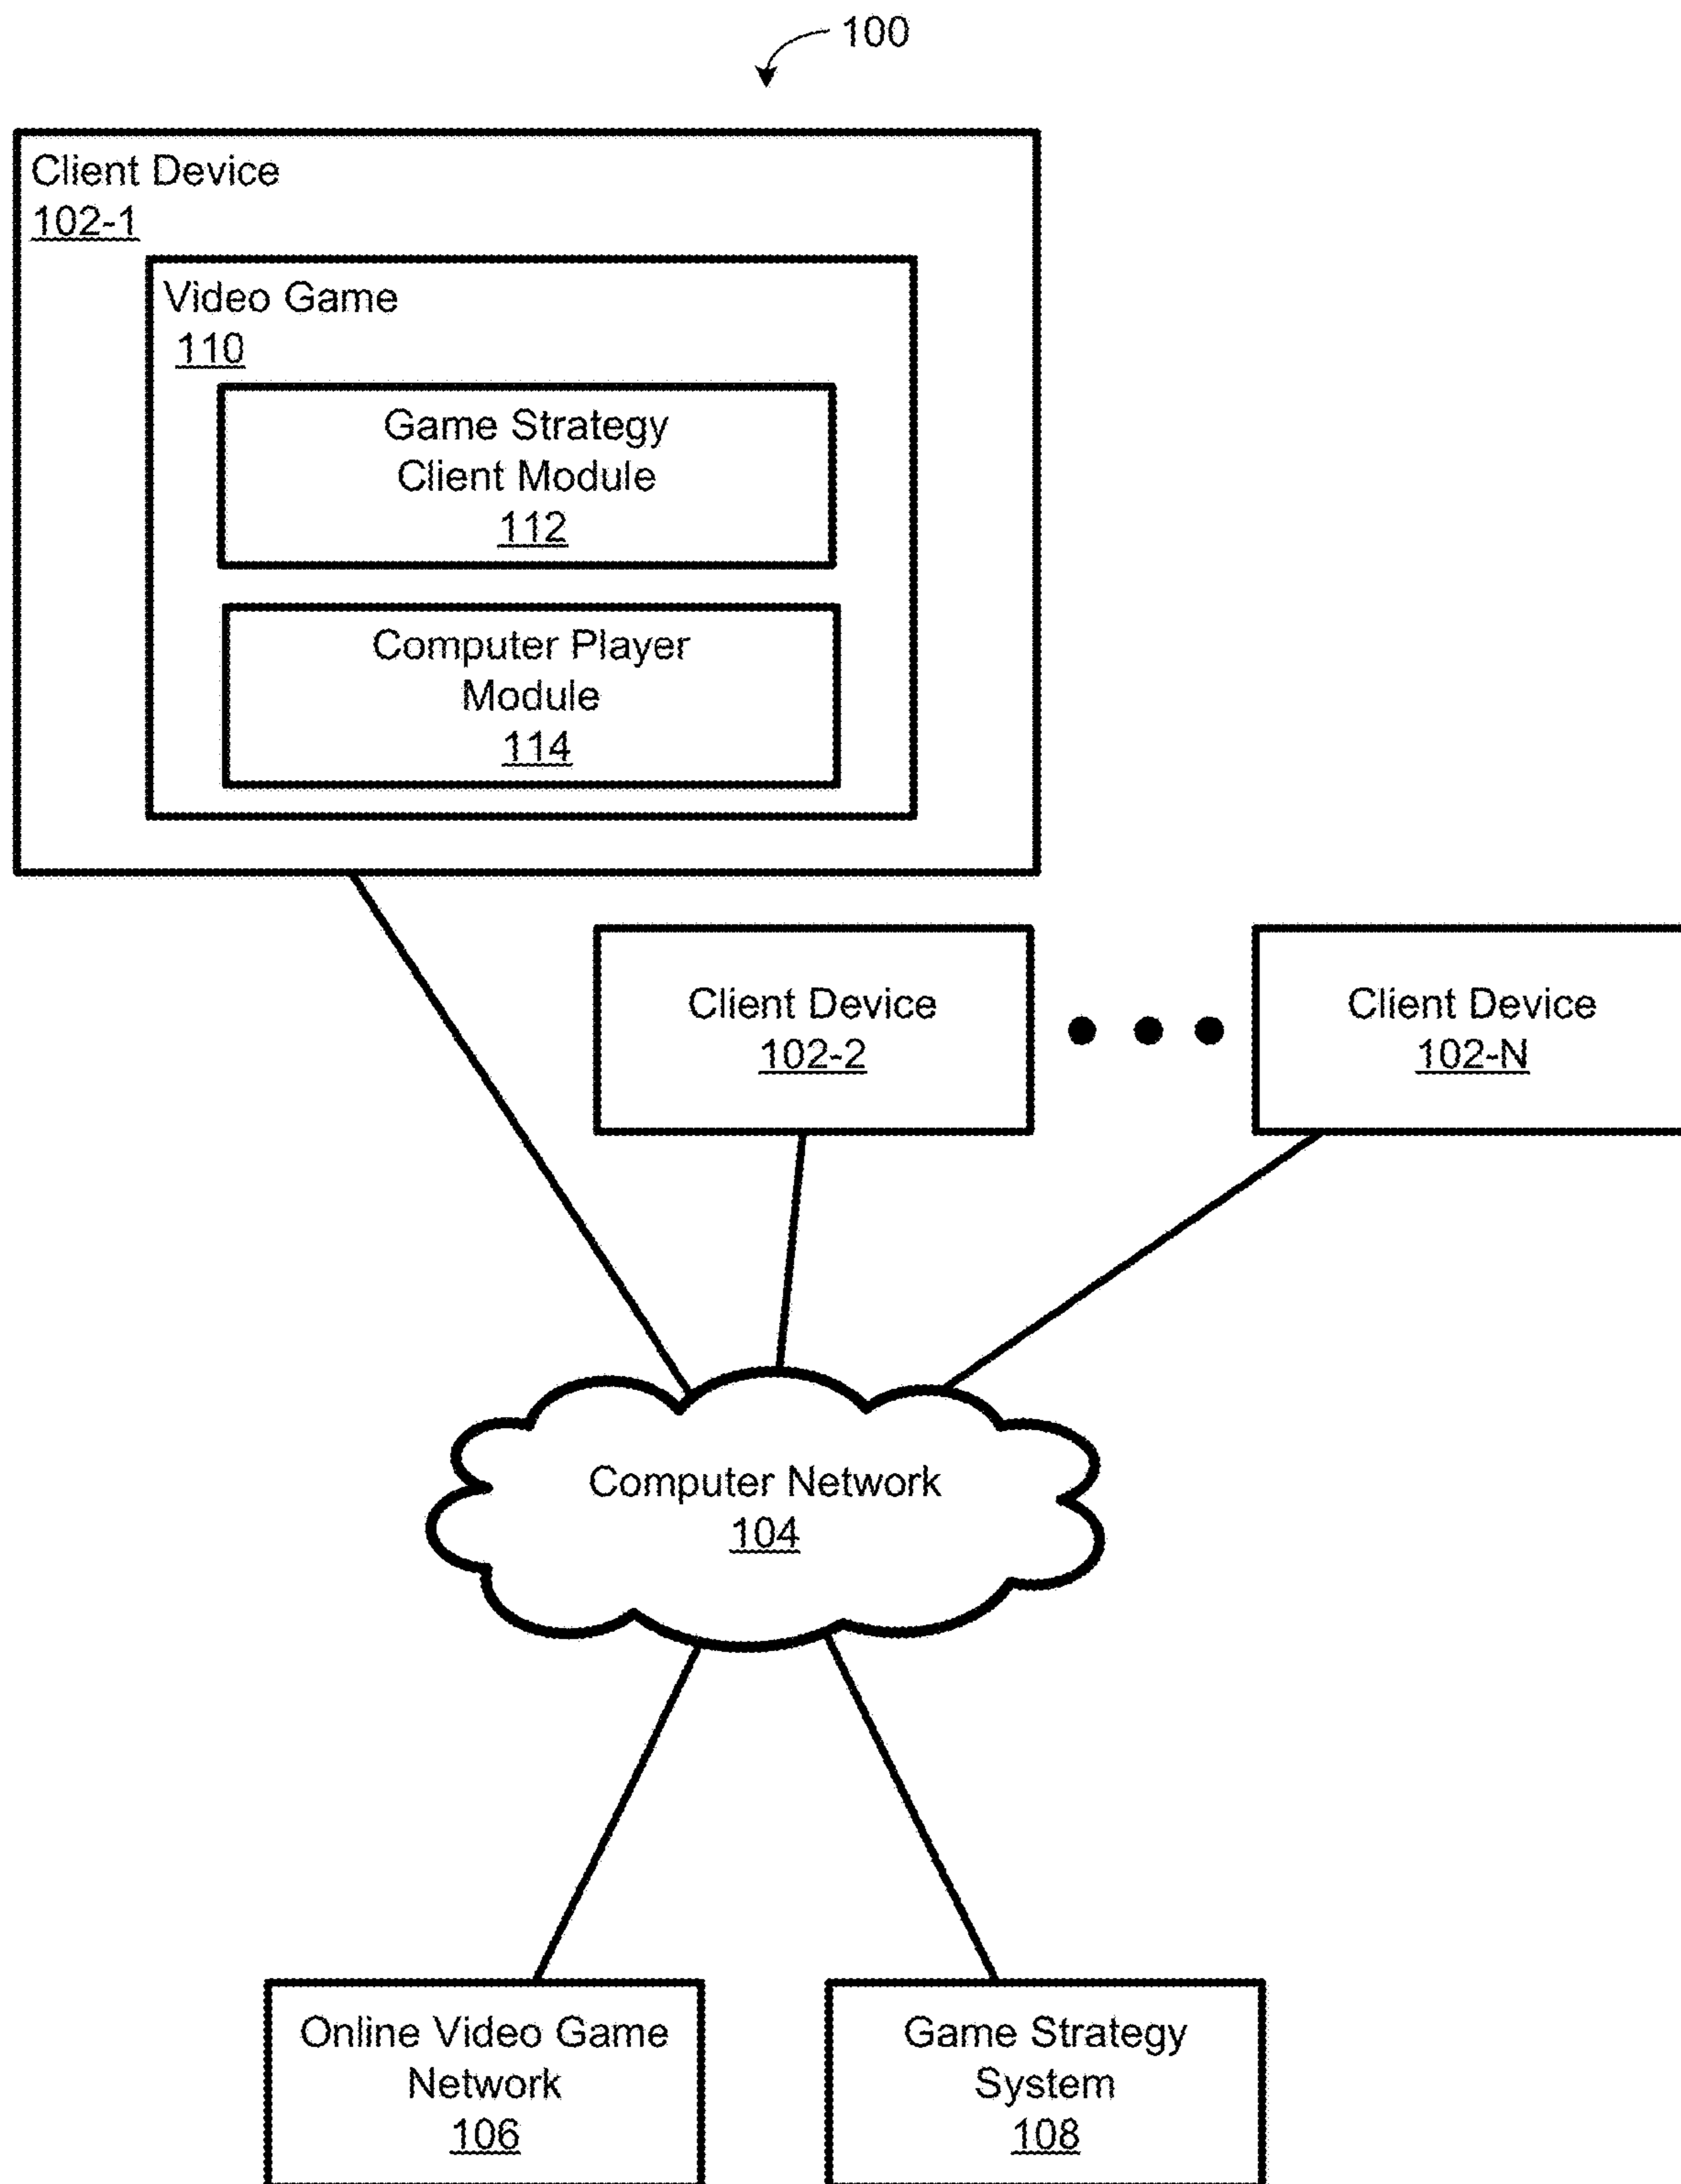 100
Client Device
102-1
Video Game
110
Game Strategy
Client Module
112
Computer Player
Module
114
Client Device
102-2
Client Device
102-N
Computer Network
104
Online Video Game
Network
106
Game Strategy
System
108